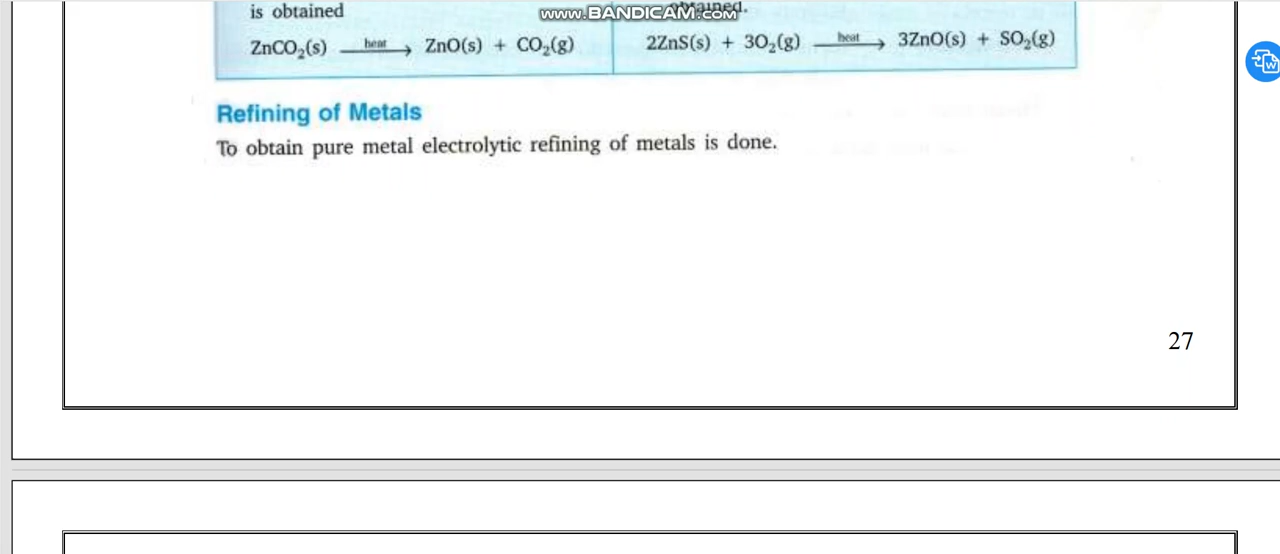 is obtained
obtained.
www.BANDICAM.COM
ZnCO₂(s) heat → ZnO(s) + CO₂(g)
2ZnS(s) + 3O₂(g) heat → 3ZnO(s) + SO₂(g)
Refining of Metals
To obtain pure metal electrolytic refining of metals is done.
27